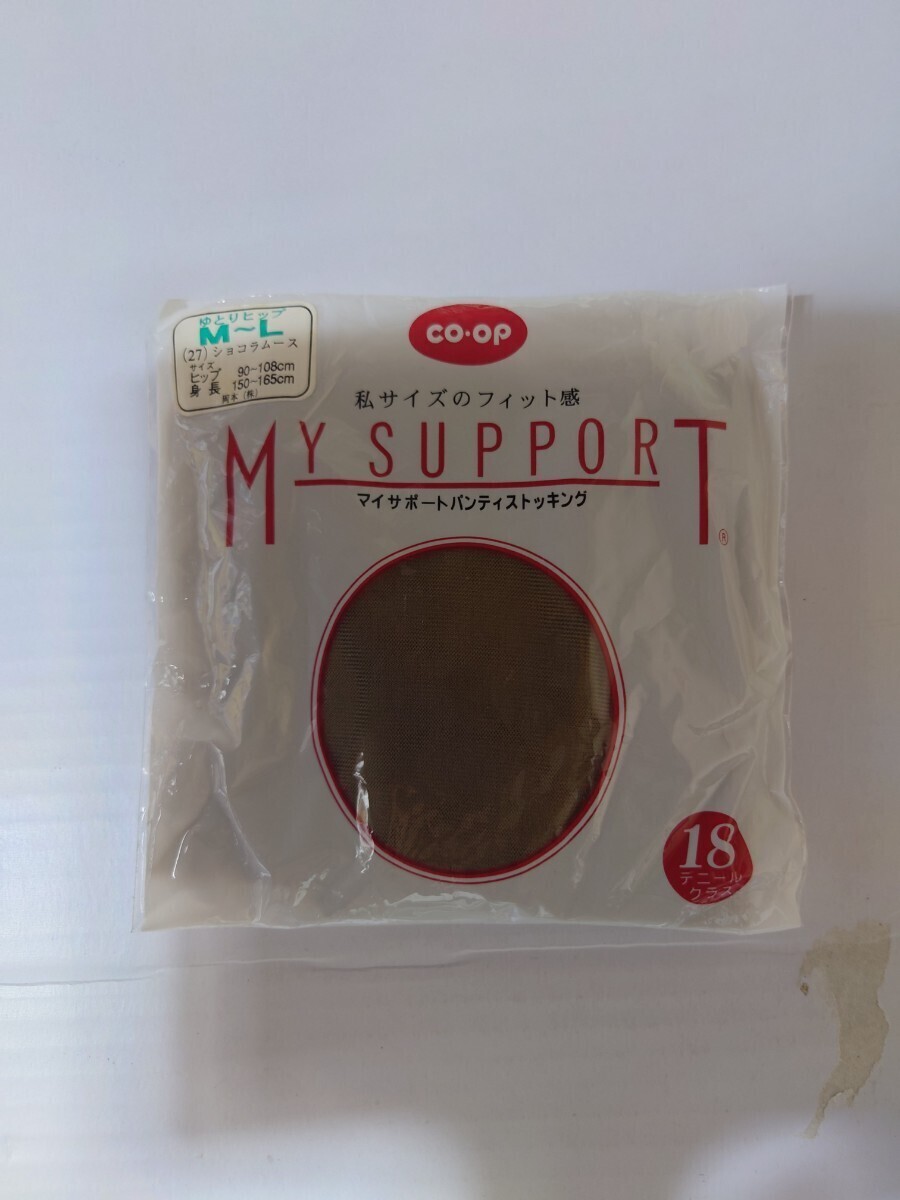 ゆとりヒップ
M～L
(27)ショコラムース
サイズ
ヒップ 90～108cm
身長 150～165cm
(株)
CO·OP
私サイズのフィット感
MY SUPPORT
®
マイサポートパンティストッキング
18
デニール
クラス